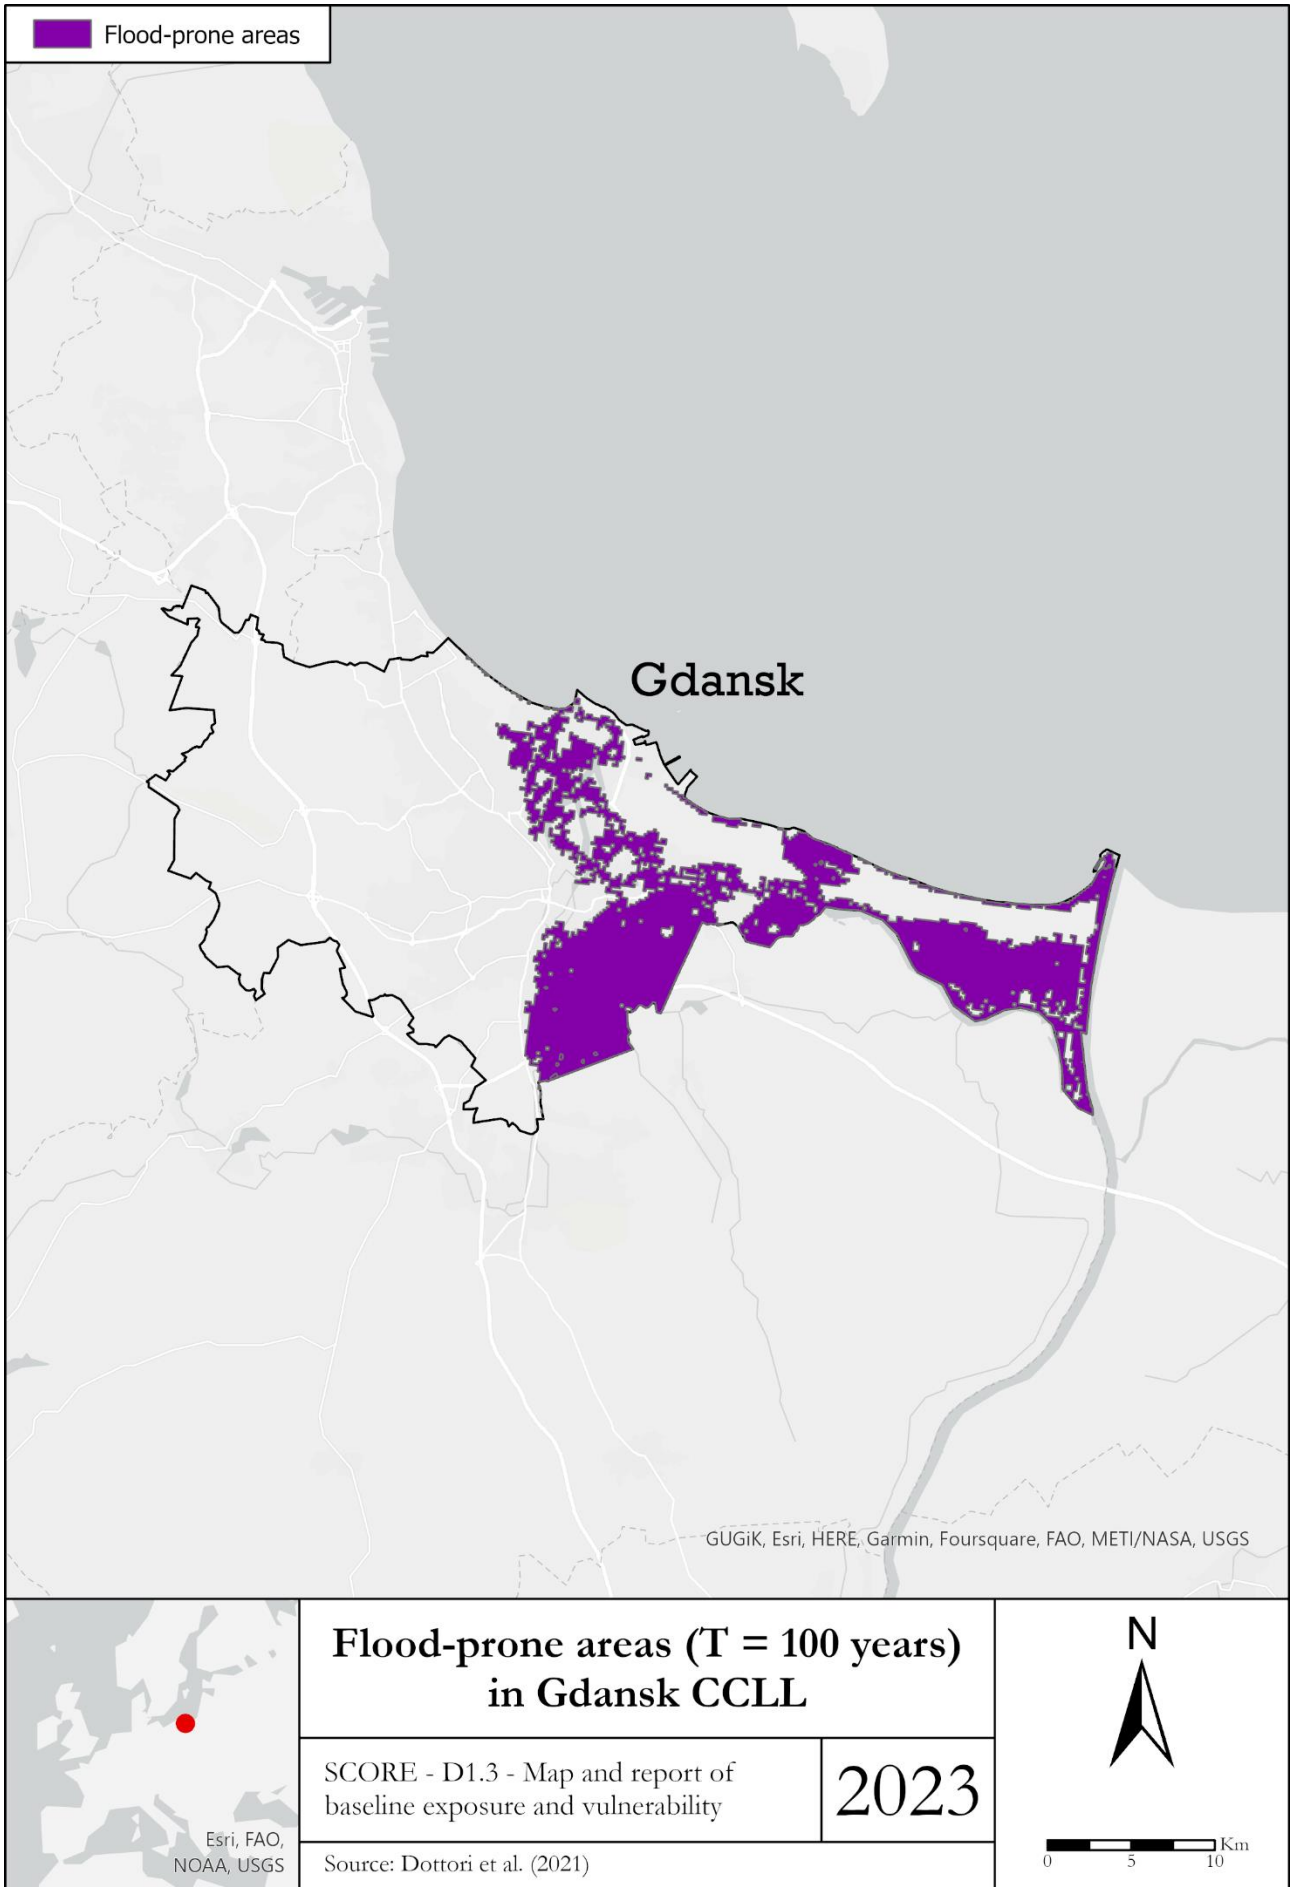 Flood-prone areas
Gdansk
GUGiK, Esri, HERE, Garmin, Foursquare, FAO, METI/NASA, USGS
Esri, FAO,
NOAA, USGS
Flood-prone areas (T = 100 years)
in Gdansk CCLL
SCORE - D1.3 - Map and report of
baseline exposure and vulnerability
2023
Source: Dottori et al. (2021)
N
Km
0 5 10